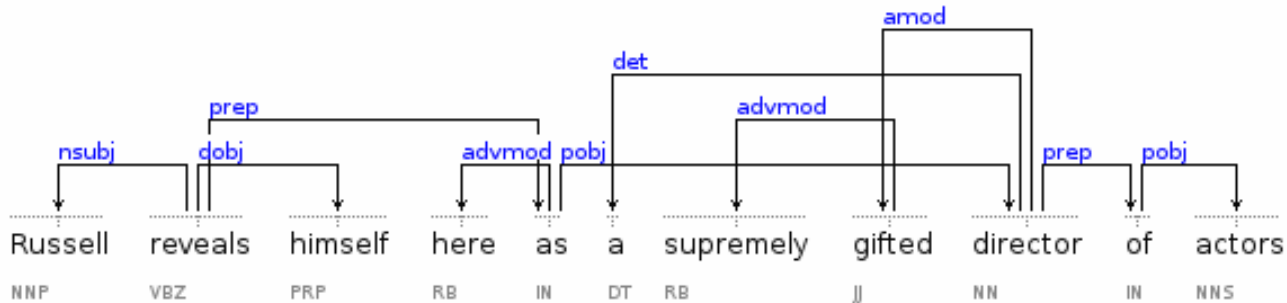 amod
det
prep advmod
nsubj dobj advmod pobj prep pobj
Russell reveals himself here as a supremely gifted director of actors
NNP VBZ PRP RB IN DT RB JJ NN IN NNS